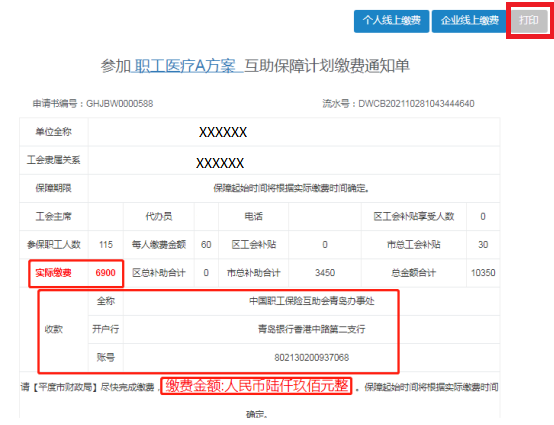 个人线上缴费 企业线上缴费 打印
参加 职工医疗A方案 互助保障计划缴费通知单
申请书编号：GHJBW0000588 流水号：DWCB202110281043444640
单位全称 XXXXXX
工会隶属关系 XXXXXX
保障期限 保障起始时间将根据实际缴费时间确定。
工会主席 代办员 电话 区工会补贴享受人数 0
参保职工人数 115 每人缴费金额 60 区工会补贴 0 市总工会补贴 30
实际缴费 6900 区总补助合计 0 市总补助合计 3450 总金额合计 10350
全称 中国职工保险互助会青岛办事处
收款 开户行 青岛银行香港中路第二支行
账号 802130200937068
请【平度市财政局】尽快完成缴费，缴费金额:人民币陆仟玖佰元整 。保障起始时间将根据实际缴费时间
确定。